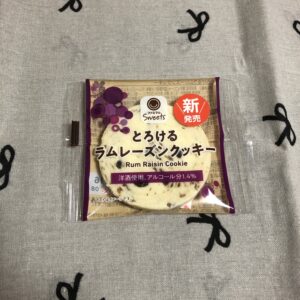 Sweets
新
発売
とろける
ラムレーズンクッキー
Rum Raisin Cookie
洋酒使用、アルコール分1.4%